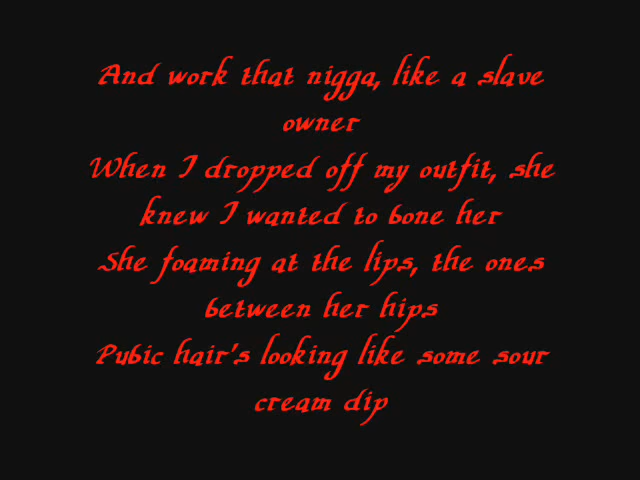 And work that nigga, like a slave
owner
When I dropped off my outfit, she
knew I wanted to bone her
She foaming at the lips, the ones
between her hips
Pubic hair's looking like some sour
cream dip